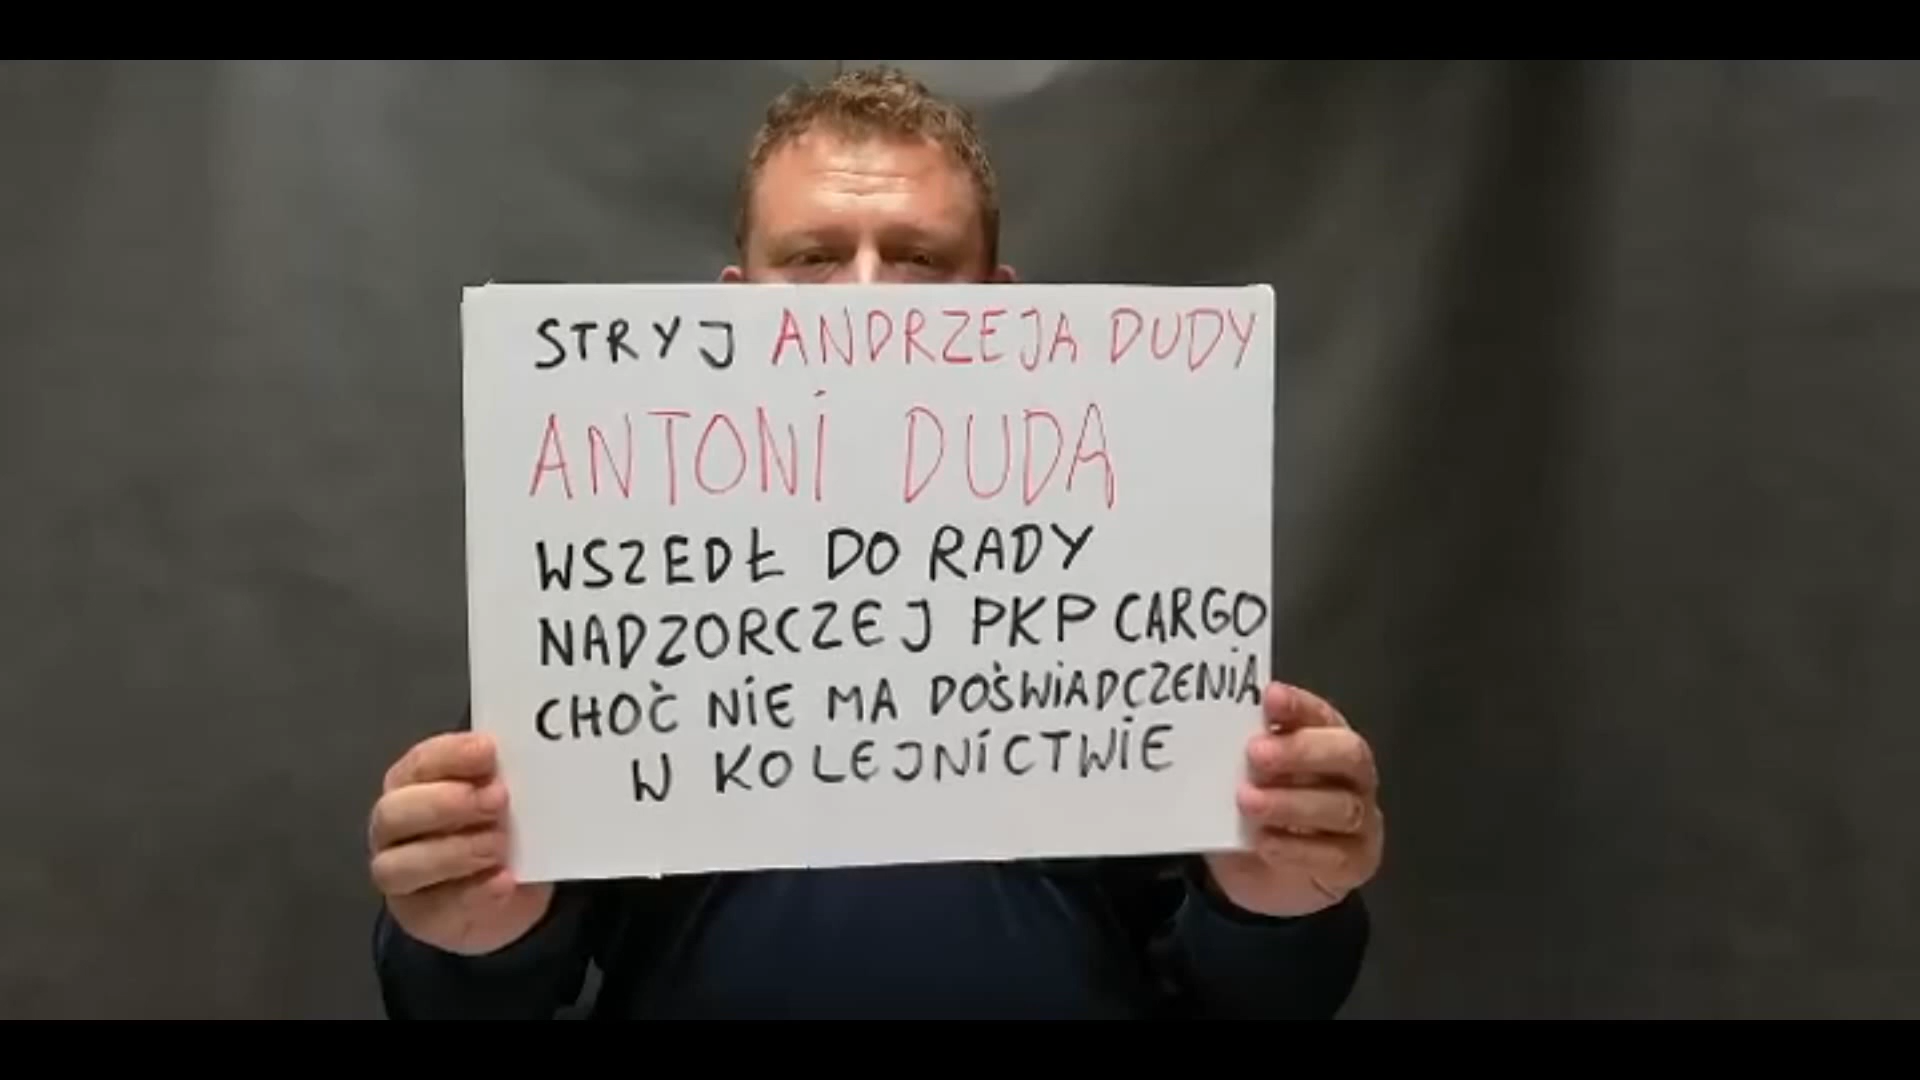 STRYJ ANDRZEJA DUDY
ANTONI DUDA
WSZEDŁ DO RADY
NADZORCZEJ PKP CARGO
CHOĆ NIE MA DOŚWIADCZENIA
W KOLEJNICTWIE